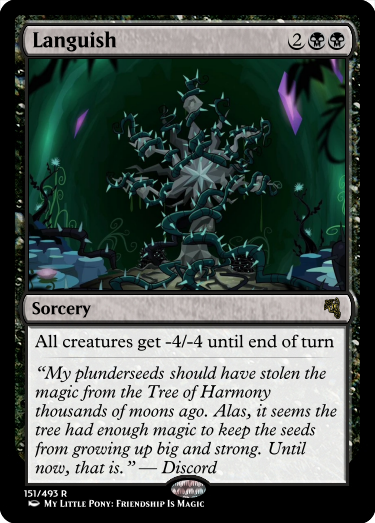 Languish 2
Sorcery
All creatures get -4/-4 until end of turn
“My plunderseeds should have stolen the
magic from the Tree of Harmony
thousands of moons ago. Alas, it seems the
tree had enough magic to keep the seeds
from growing up big and strong. Until
now, that is.” — Discord
151/493 R
My Little Pony: Friendship Is Magic